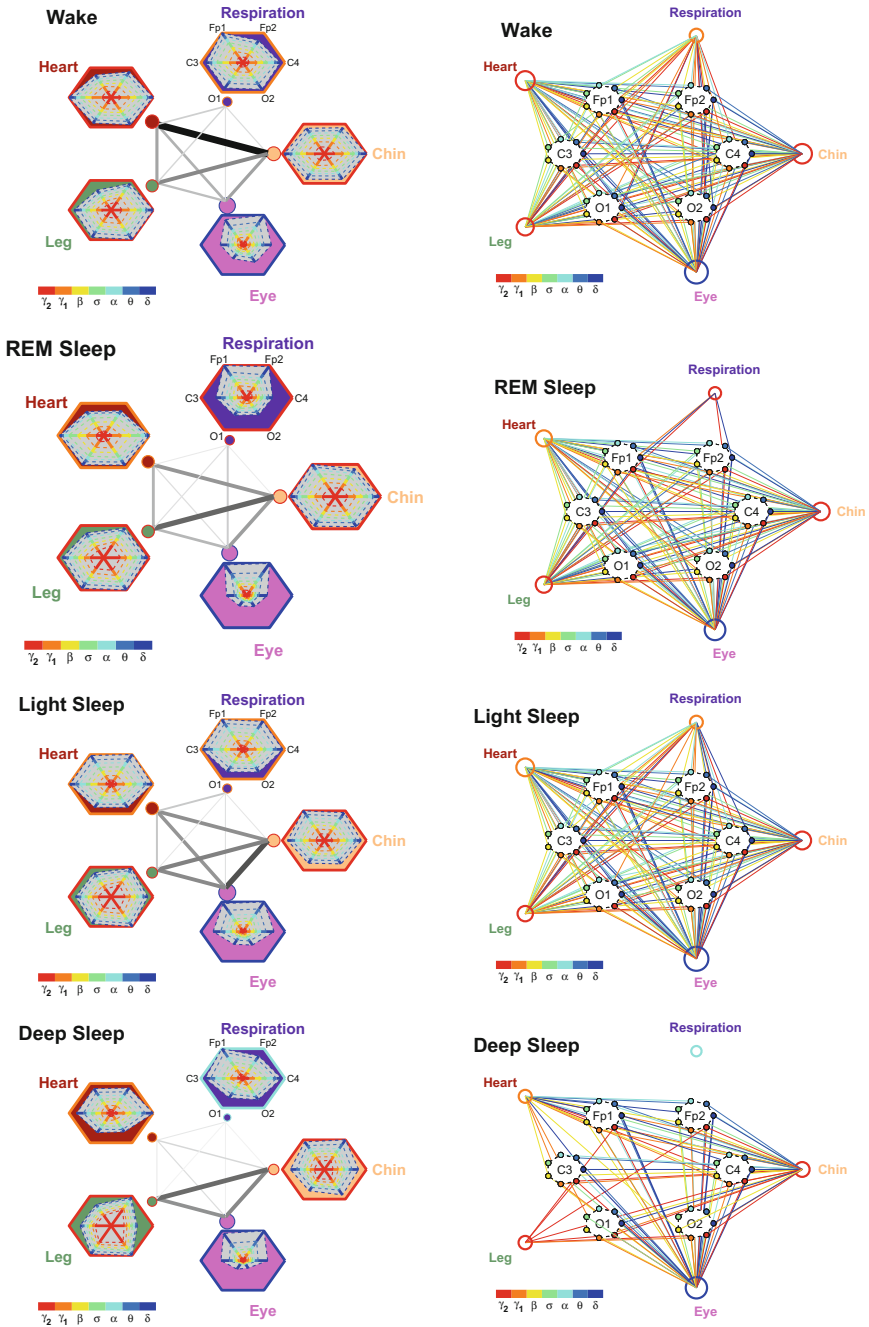 Wake
Respiration
Fp1 Fp2
Heart
C3 C4
O1 O2
Chin
Leg
Eye
γ2 γ1 β σ α θ δ
Respiration
Wake
Heart
Fp1 Fp2
C3 C4
Chin
O1 O2
Leg
Eye
γ2 γ1 β σ α θ δ
REM Sleep
Respiration
Fp1 Fp2
Heart
C3 C4
O1 O2
Chin
Leg
Eye
γ2 γ1 β σ α θ δ
Respiration
REM Sleep
Heart
Fp1 Fp2
C3 C4
Chin
O1 O2
Leg
Eye
γ2 γ1 β σ α θ δ
Light Sleep
Respiration
Fp1 Fp2
Heart
C3 C4
O1 O2
Chin
Leg
Eye
γ2 γ1 β σ α θ δ
Respiration
Light Sleep
Heart
Fp1 Fp2
C3 C4
Chin
O1 O2
Leg
Eye
γ2 γ1 β σ α θ δ
Deep Sleep
Respiration
Fp1 Fp2
Heart
C3 C4
O1 O2
Chin
Leg
Eye
γ2 γ1 β σ α θ δ
Respiration
Deep Sleep
Heart
Fp1 Fp2
C3 C4
Chin
O1 O2
Leg
Eye
γ2 γ1 β σ α θ δ